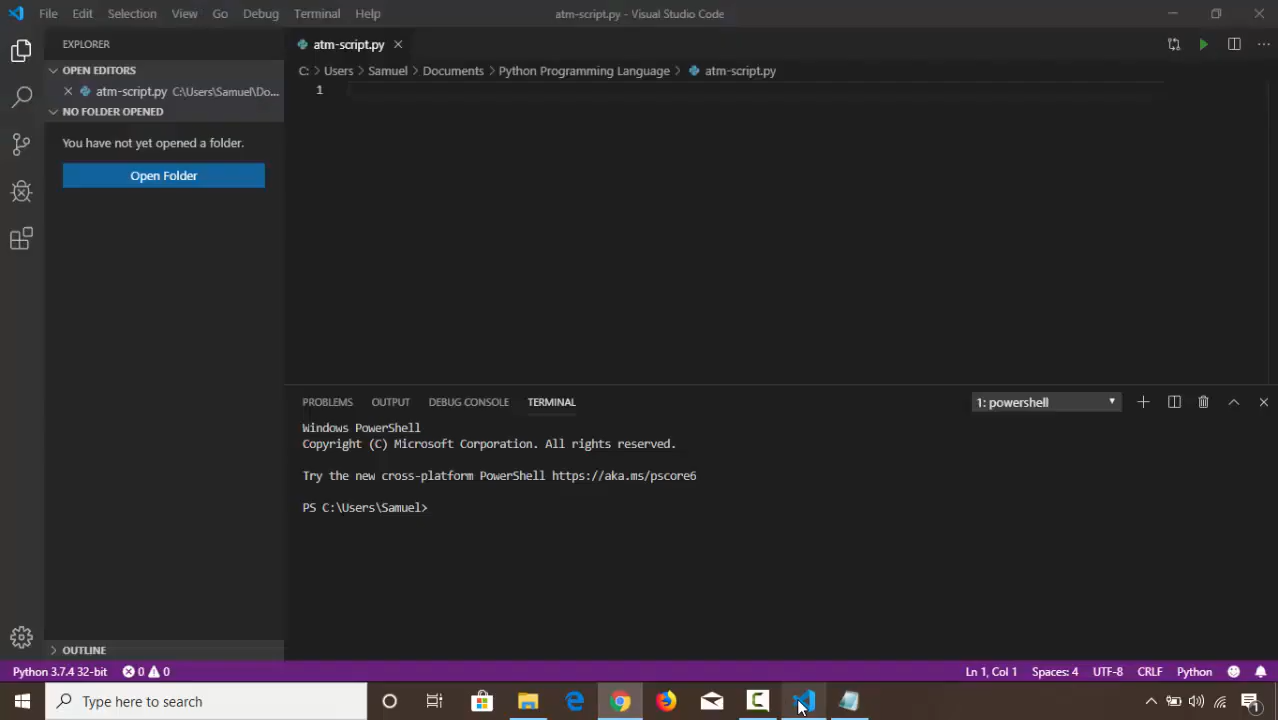 File Edit Selection View Go Debug Terminal Help atm-script.py - Visual Studio Code
EXPLORER
OPEN EDITORS
atm-script.py C:\Users\Samuel\Do...
NO FOLDER OPENED
You have not yet opened a folder.
Open Folder
OUTLINE
atm-script.py
C: > Users > Samuel > Documents > Python Programming Language > atm-script.py
1
PROBLEMS OUTPUT DEBUG CONSOLE TERMINAL 1: powershell
Windows PowerShell
Copyright (C) Microsoft Corporation. All rights reserved.
Try the new cross-platform PowerShell https://aka.ms/pscore6
PS C:\Users\Samuel>
Python 3.7.4 32-bit 0 0 Ln 1, Col 1 Spaces: 4 UTF-8 CRLF Python
Type here to search
1